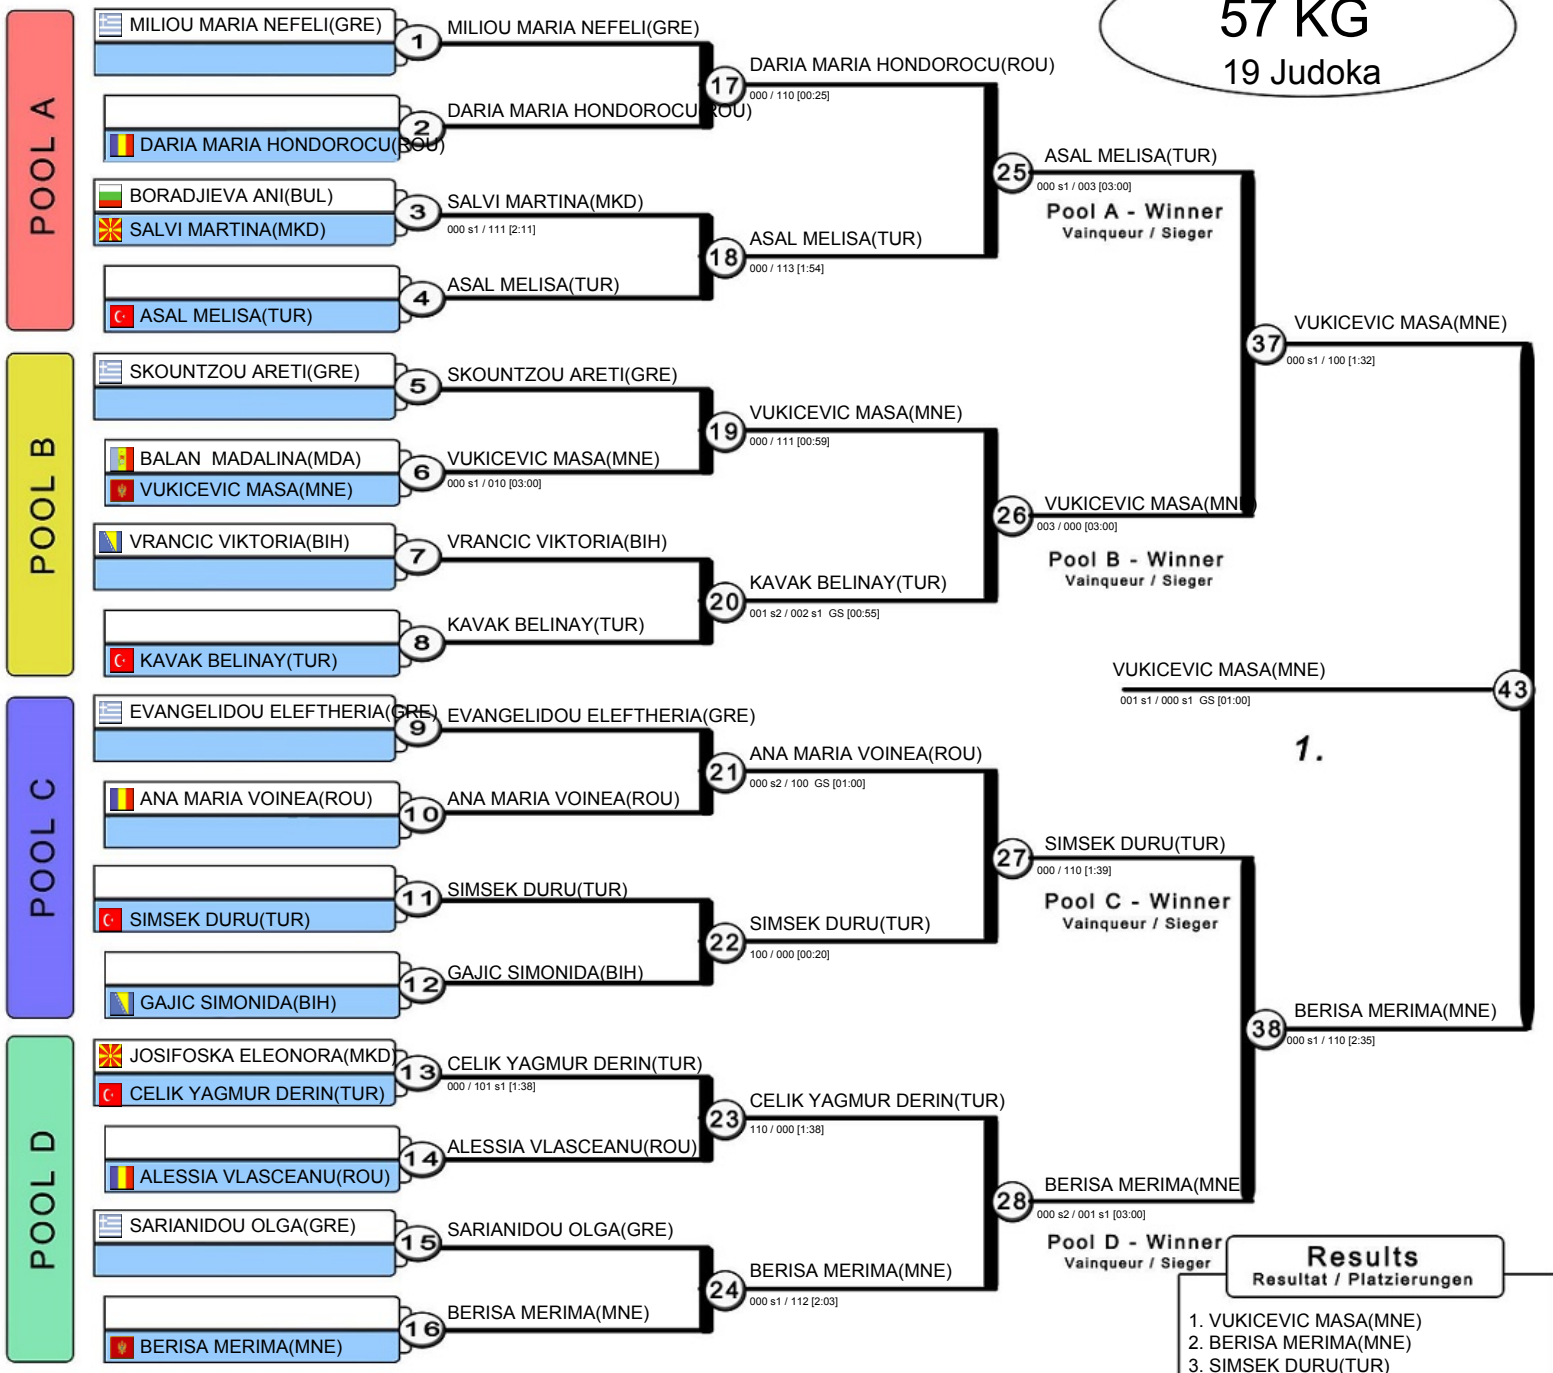 57 KG
19 Judoka
POOL A
MILIOU MARIA NEFELI(GRE)
1
MILIOU MARIA NEFELI(GRE)
2
DARIA MARIA HONDOROCU(ROU)
DARIA MARIA HONDOROCU(ROU)
17
DARIA MARIA HONDOROCU(ROU)
000 / 110 [00:25]
BORADJIEVA ANI(BUL)
SALVI MARTINA(MKD)
3
SALVI MARTINA(MKD)
000 s1 / 111 [2:11]
4
ASAL MELISA(TUR)
ASAL MELISA(TUR)
18
ASAL MELISA(TUR)
000 / 113 [1:54]
25
ASAL MELISA(TUR)
000 s1 / 003 [03:00]
Pool A - Winner
Vainqueur / Sieger
POOL B
SKOUNTZOU ARETI(GRE)
5
SKOUNTZOU ARETI(GRE)
BALAN MADALINA(MDA)
VUKICEVIC MASA(MNE)
6
VUKICEVIC MASA(MNE)
000 s1 / 010 [03:00]
19
VUKICEVIC MASA(MNE)
000 / 111 [00:59]
VRANCIC VIKTORIA(BIH)
7
VRANCIC VIKTORIA(BIH)
8
KAVAK BELINAY(TUR)
KAVAK BELINAY(TUR)
20
KAVAK BELINAY(TUR)
001 s2 / 002 s1 GS [00:55]
26
VUKICEVIC MASA(MNE)
003 / 000 [03:00]
Pool B - Winner
Vainqueur / Sieger
37
VUKICEVIC MASA(MNE)
000 s1 / 100 [1:32]
VUKICEVIC MASA(MNE)
43
001 s1 / 000 s1 GS [01:00]
1.
POOL C
EVANGELIDOU ELEFTHERIA(GRE)
9
EVANGELIDOU ELEFTHERIA(GRE)
ANA MARIA VOINEA(ROU)
10
ANA MARIA VOINEA(ROU)
21
ANA MARIA VOINEA(ROU)
000 s2 / 100 GS [01:00]
11
SIMSEK DURU(TUR)
SIMSEK DURU(TUR)
12
GAJIC SIMONIDA(BIH)
GAJIC SIMONIDA(BIH)
22
SIMSEK DURU(TUR)
100 / 000 [00:20]
27
SIMSEK DURU(TUR)
000 / 110 [1:39]
Pool C - Winner
Vainqueur / Sieger
POOL D
JOSIFOSKA ELEONORA(MKD)
CELIK YAGMUR DERIN(TUR)
13
CELIK YAGMUR DERIN(TUR)
000 / 101 s1 [1:38]
14
ALESSIA VLASCEANU(ROU)
ALESSIA VLASCEANU(ROU)
23
CELIK YAGMUR DERIN(TUR)
110 / 000 [1:38]
SARIANIDOU OLGA(GRE)
15
SARIANIDOU OLGA(GRE)
16
BERISA MERIMA(MNE)
BERISA MERIMA(MNE)
24
BERISA MERIMA(MNE)
000 s1 / 112 [2:03]
28
BERISA MERIMA(MNE
000 s2 / 001 s1 [03:00]
Pool D - Winner
Vainqueur / Sieger
38
BERISA MERIMA(MNE)
000 s1 / 110 [2:35]
Results
Resultat / Platzierungen
1. VUKICEVIC MASA(MNE)
2. BERISA MERIMA(MNE)
3. SIMSEK DURU(TUR)